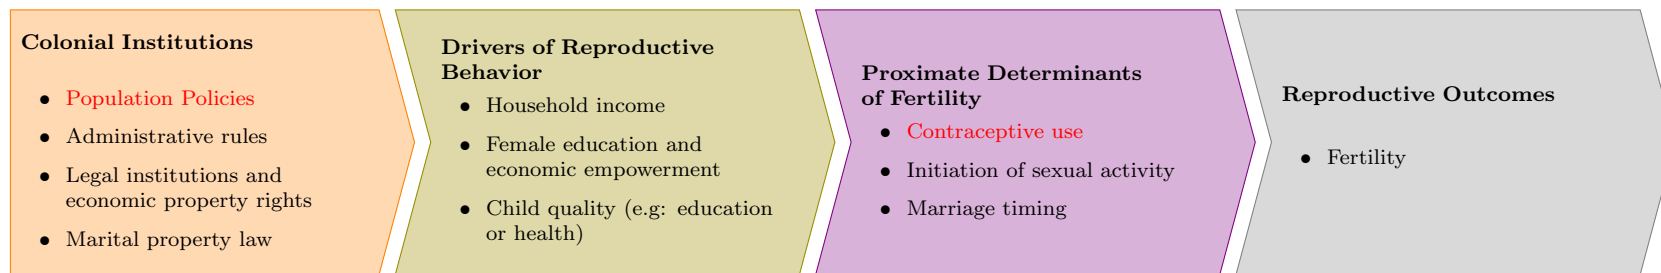 Colonial Institutions
• Population Policies
• Administrative rules
• Legal institutions and
economic property rights
• Marital property law
Drivers of Reproductive
Behavior
• Household income
• Female education and
economic empowerment
• Child quality (e.g: education
or health)
Proximate Determinants
of Fertility
• Contraceptive use
• Initiation of sexual activity
• Marriage timing
Reproductive Outcomes
• Fertility